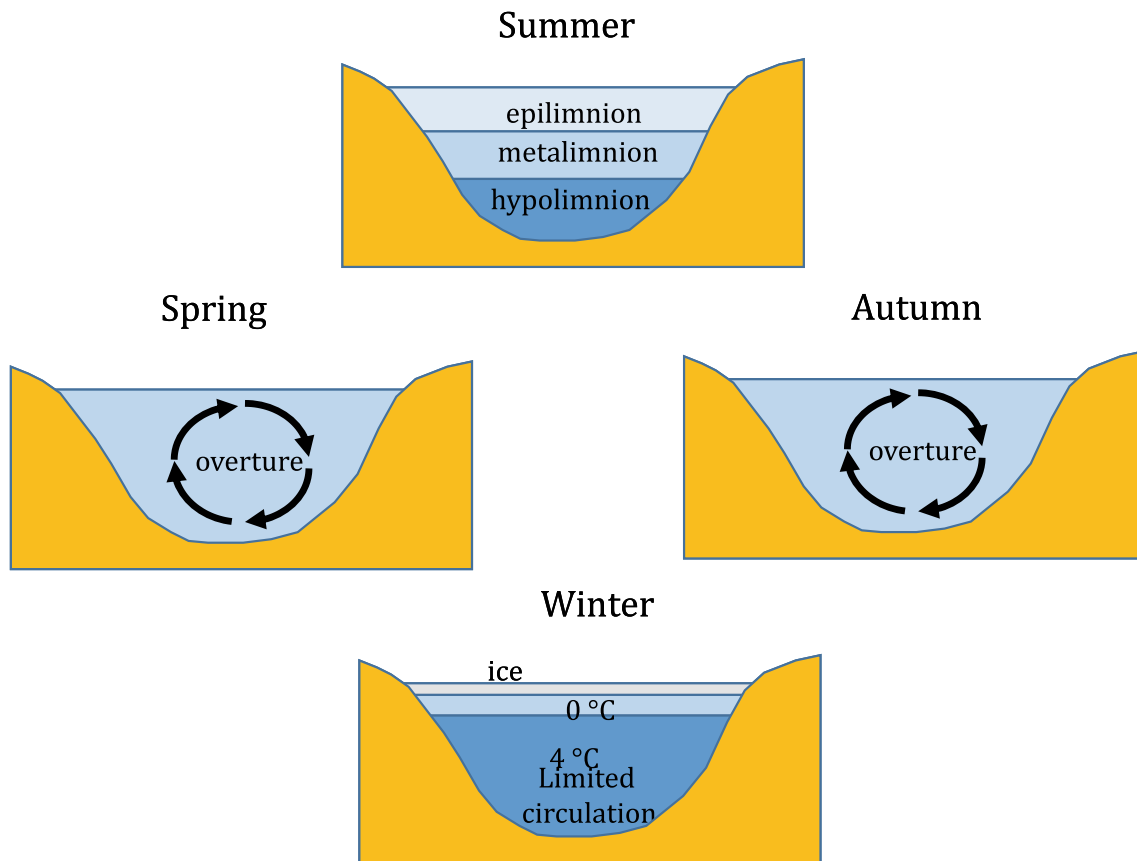 Summer
epilimnion
metalimnion
hypolimnion
Spring
overture
Autumn
overture
Winter
ice
0 °C
4 °C
Limited
circulation